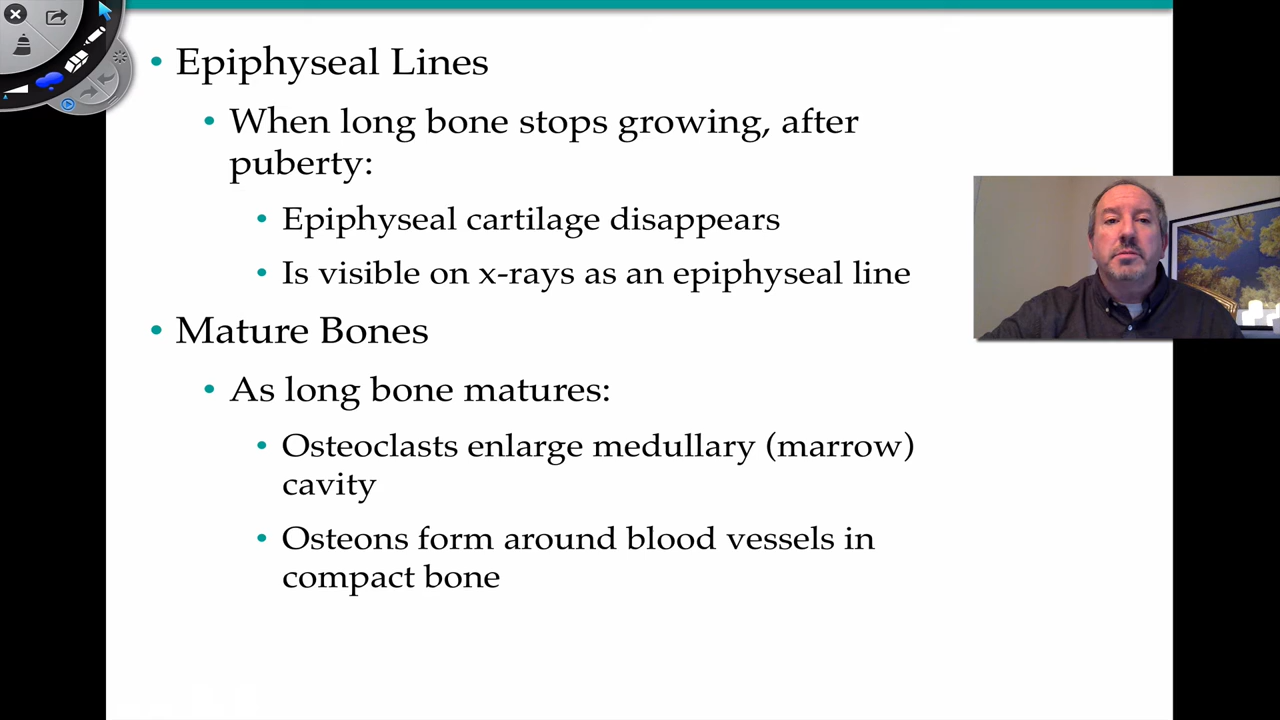 • Epiphyseal Lines
• When long bone stops growing, after
puberty:
• Epiphyseal cartilage disappears
• Is visible on x-rays as an epiphyseal line
• Mature Bones
• As long bone matures:
• Osteoclasts enlarge medullary (marrow)
cavity
• Osteons form around blood vessels in
compact bone